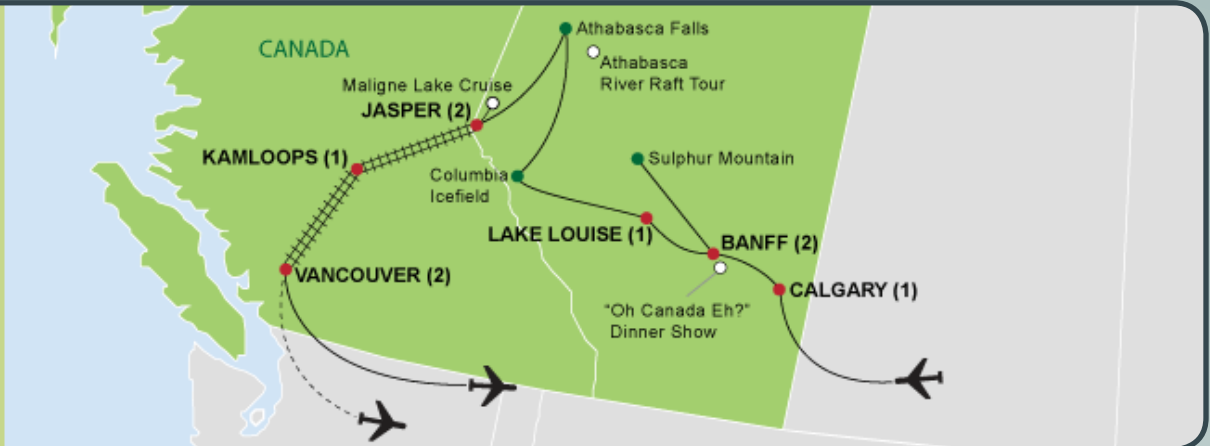 CANADA
Athabasca Falls
Athabasca
River Raft Tour
Maligne Lake Cruise
JASPER (2)
KAMLOOPS (1)
Columbia
Icefield
Sulphur Mountain
LAKE LOUISE (1)
BANFF (2)
VANCOUVER (2)
CALGARY (1)
"Oh Canada Eh?"
Dinner Show